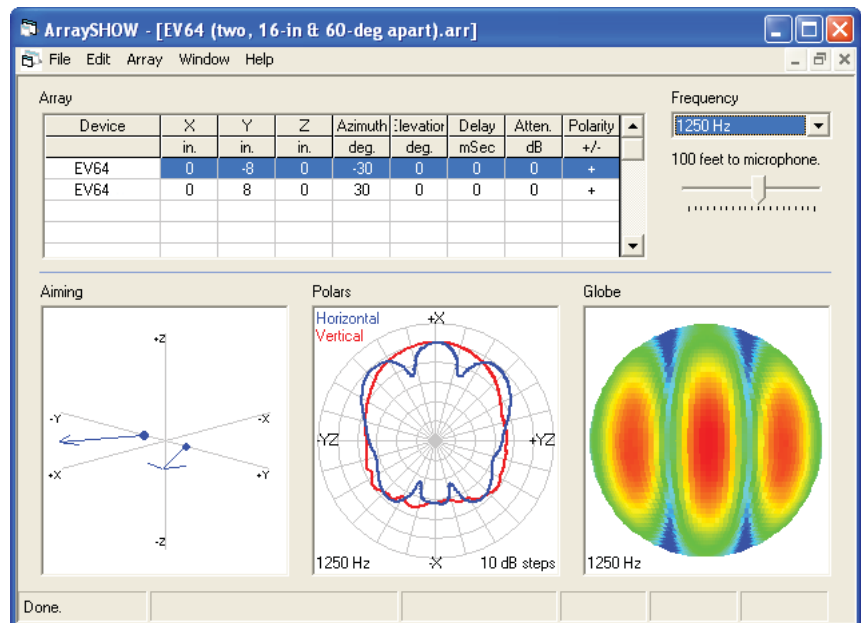 ArraySHOW - [EV64 (two, 16-in & 60-deg apart).arr]
File Edit Array Window Help
Array
Frequency
Device X Y Z Azimuth Elevation Delay Atten. Polarity
in. in. in. deg. deg. mSec dB +/-
EV64 0 -8 0 -30 0 0 0 +
EV64 0 8 0 30 0 0 0 +
1250 Hz
100 feet to microphone.
Aiming
Polars
Globe
+Z
-Y
-X
+X
+Y
-Z
Horizontal
Vertical
+X
-YZ
+YZ
-X
1250 Hz
10 dB steps
1250 Hz
Done.